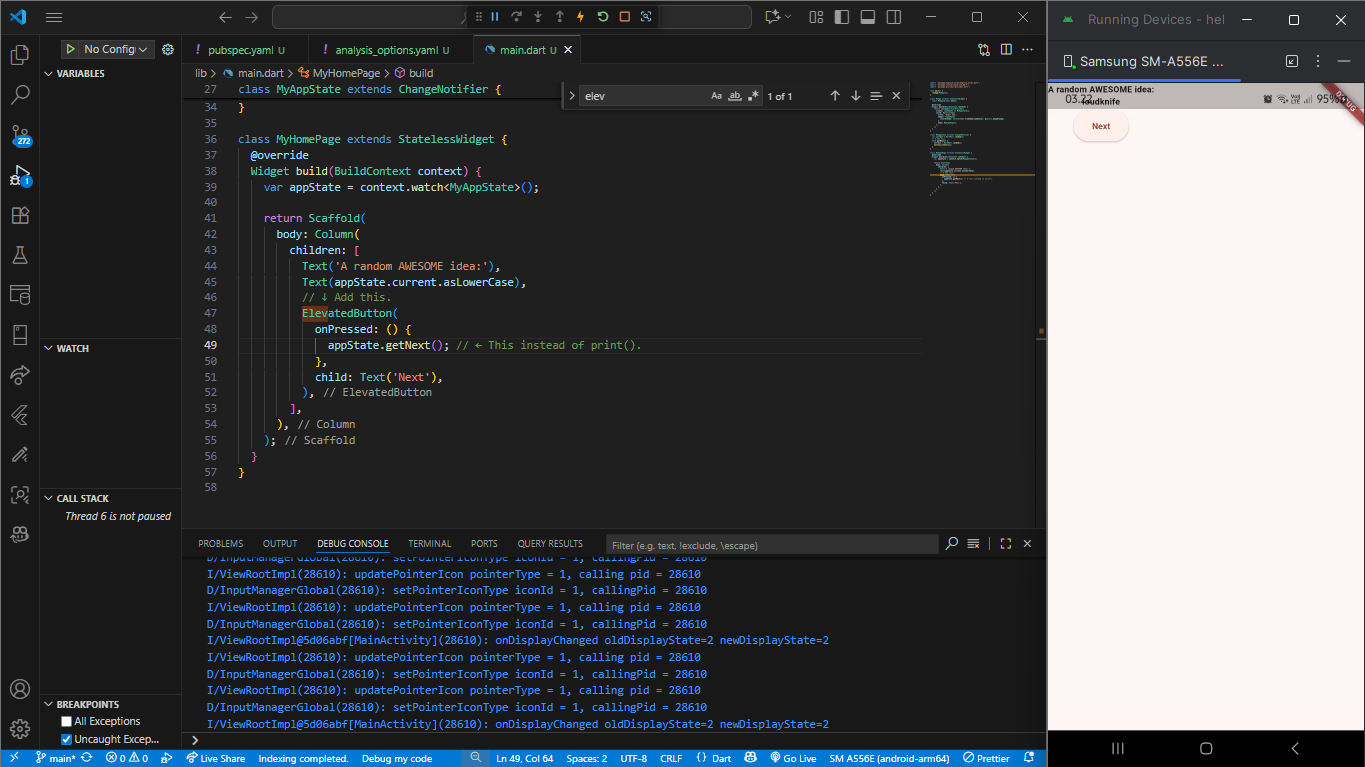 No Config
pubspec.yaml U
analysis_options.yaml U
main.dart U
VARIABLES
lib > main.dart > MyHomePage > build
27 class MyAppState extends ChangeNotifier {
elev
Aa ab .* 1 of 1
34 }
35
36 class MyHomePage extends StatelessWidget {
37 @override
38 Widget build(BuildContext context) {
39 var appState = context.watch<MyAppState>();
40
41 return Scaffold(
42 body: Column(
43 children: [
44 Text('A random AWESOME idea:'),
45 Text(appState.current.asLowerCase),
46 // ↓ Add this.
47 ElevatedButton(
48 onPressed: () {
49 appState.getNext(); // ← This instead of print().
50 },
51 child: Text('Next'),
52 ), // ElevatedButton
53 ],
54 ), // Column
55 ); // Scaffold
56 }
57 }
58
272
1
WATCH
CALL STACK
Thread 6 is not paused
BREAKPOINTS
All Exceptions
Uncaught Excep...
PROBLEMS OUTPUT DEBUG CONSOLE TERMINAL PORTS QUERY RESULTS
Filter (e.g. text, !exclude, \escape)
D/InputManagerGlobal(28610): setPointerIconType iconId = 1, callingPid = 28610
I/ViewRootImpl(28610): updatePointerIcon pointerType = 1, calling pid = 28610
D/InputManagerGlobal(28610): setPointerIconType iconId = 1, callingPid = 28610
I/ViewRootImpl(28610): updatePointerIcon pointerType = 1, calling pid = 28610
D/InputManagerGlobal(28610): setPointerIconType iconId = 1, callingPid = 28610
I/ViewRootImpl@5d06abf[MainActivity](28610): onDisplayChanged oldDisplayState=2 newDisplayState=2
I/ViewRootImpl(28610): updatePointerIcon pointerType = 1, calling pid = 28610
D/InputManagerGlobal(28610): setPointerIconType iconId = 1, callingPid = 28610
I/ViewRootImpl(28610): updatePointerIcon pointerType = 1, calling pid = 28610
D/InputManagerGlobal(28610): setPointerIconType iconId = 1, callingPid = 28610
I/ViewRootImpl@5d06abf[MainActivity](28610): onDisplayChanged oldDisplayState=2 newDisplayState=2
main* 0 0 Live Share Indexing completed. Debug my code Ln 49, Col 64 Spaces: 2 UTF-8 CRLF {} Dart Go Live SM A556E (android-arm64) Prettier
Running Devices - hel
Samsung SM-A556E ...
A random AWESOME idea:
03.22 95%
loudknife
DEBUG
Next